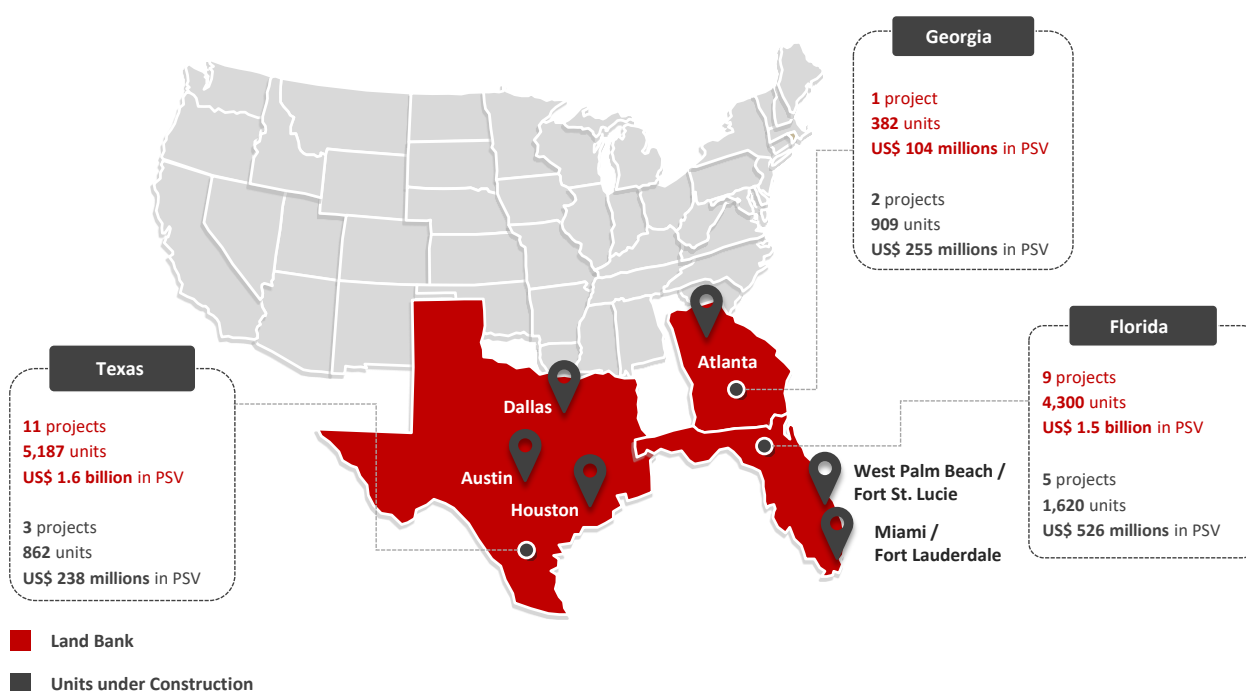 Georgia
1 project
382 units
US$ 104 millions in PSV
2 projects
909 units
US$ 255 millions in PSV
Florida
9 projects
4,300 units
US$ 1.5 billion in PSV
5 projects
1,620 units
US$ 526 millions in PSV
Texas
11 projects
5,187 units
US$ 1.6 billion in PSV
3 projects
862 units
US$ 238 millions in PSV
Atlanta
Dallas
Austin
Houston
West Palm Beach /
Fort St. Lucie
Miami /
Fort Lauderdale
Land Bank
Units under Construction